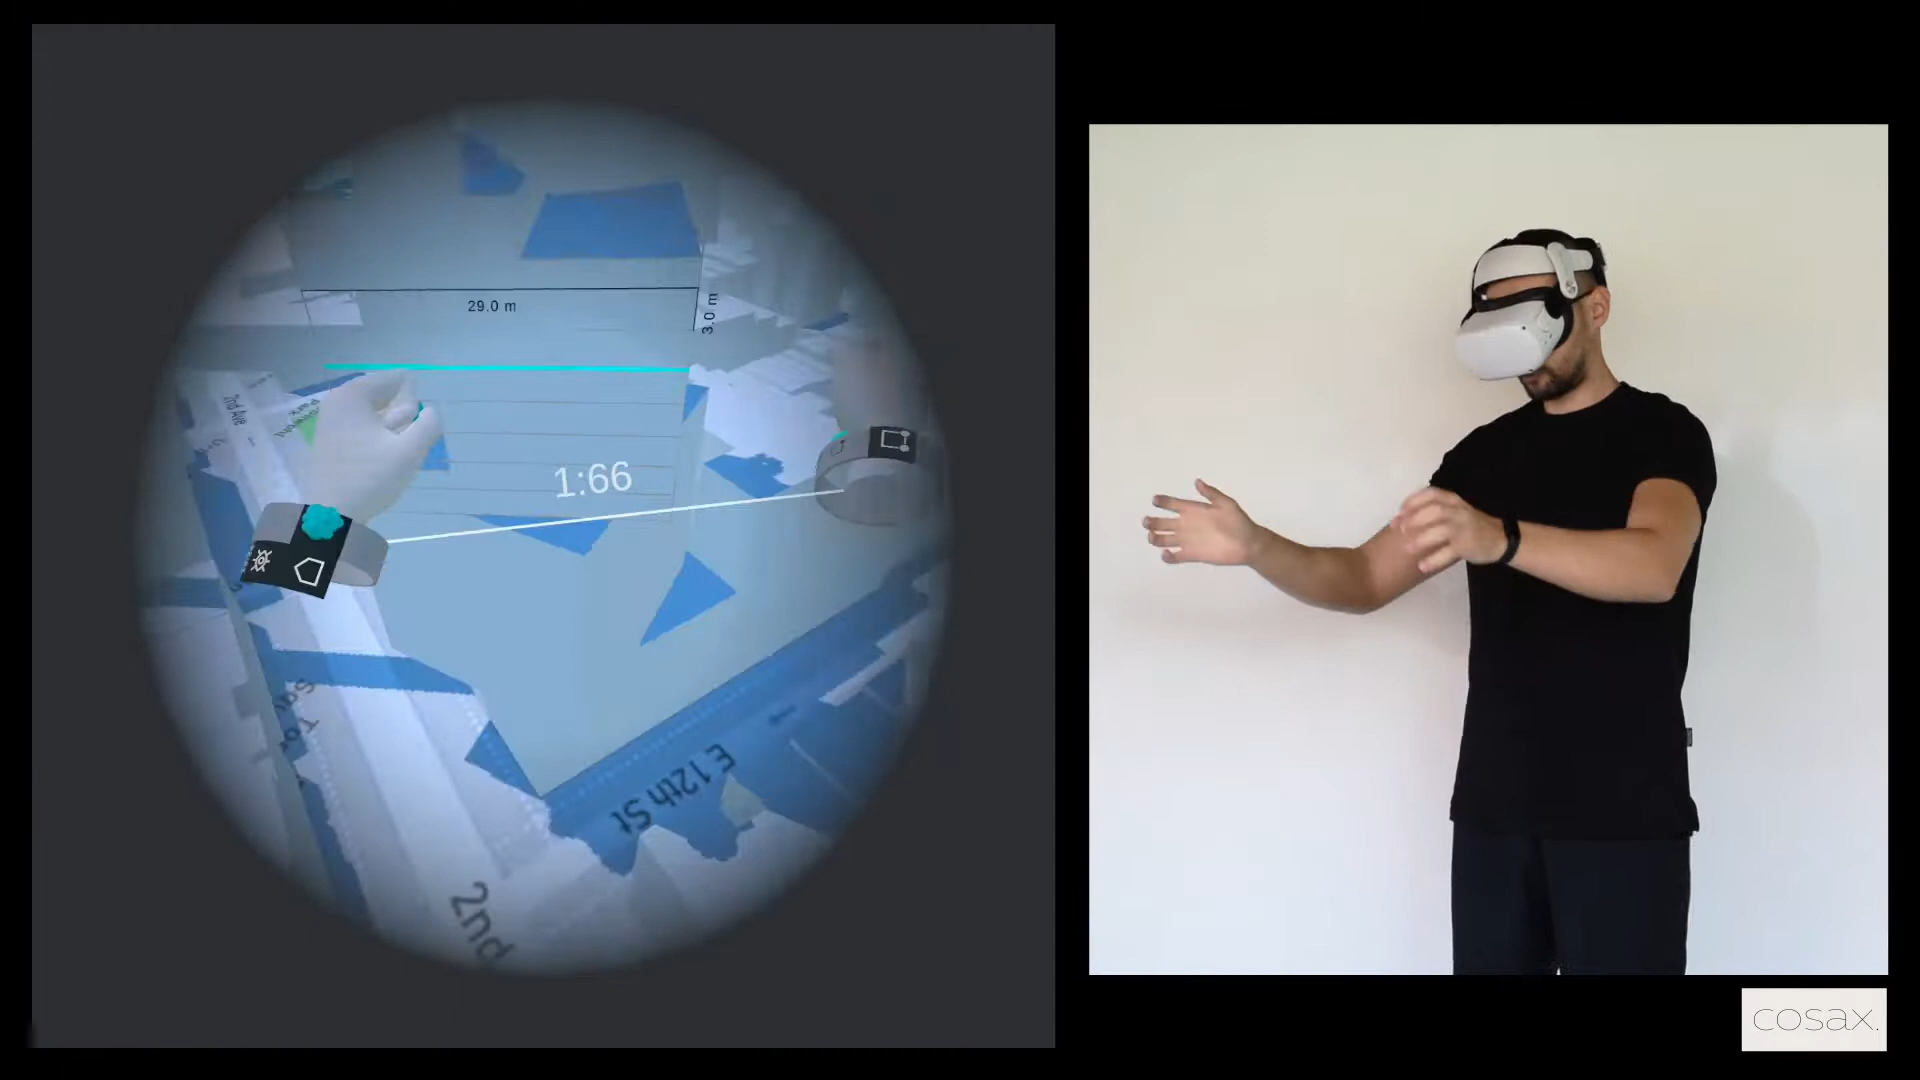 29.0 m
3.0 m
2nd Ave
1:66
E 12th St
2nd
cosax.